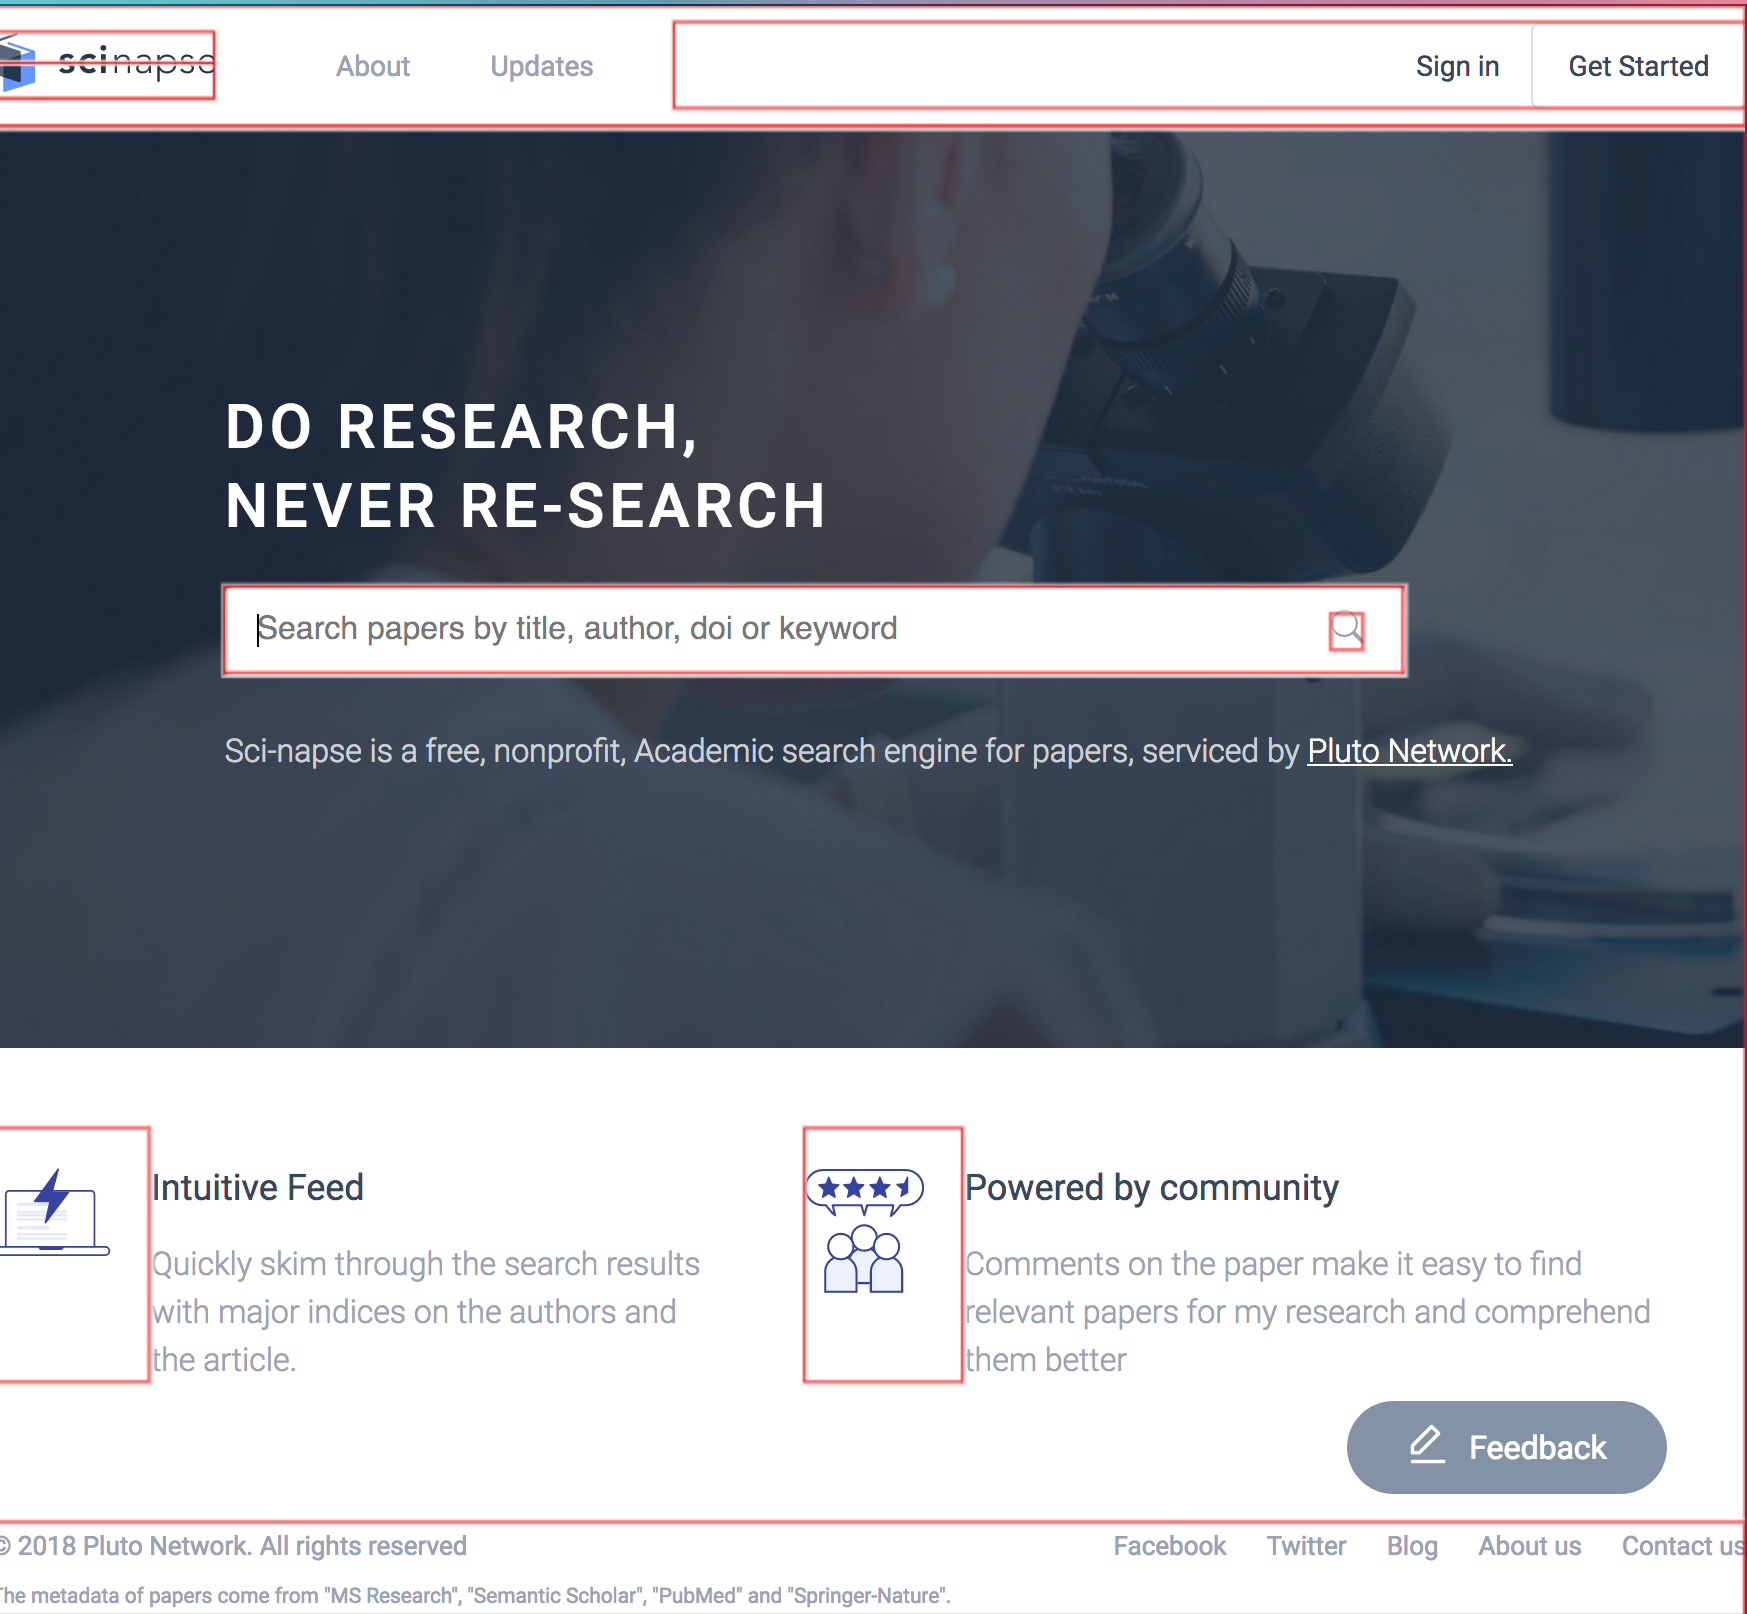 scinapse
About
Updates
Sign in
Get Started
DO RESEARCH,
NEVER RE-SEARCH
Search papers by title, author, doi or keyword
Sci-napse is a free, nonprofit, Academic search engine for papers, serviced by Pluto Network.
Intuitive Feed
Quickly skim through the search results
with major indices on the authors and
the article.
Powered by community
Comments on the paper make it easy to find
relevant papers for my research and comprehend
them better
Feedback
© 2018 Pluto Network. All rights reserved
Facebook
Twitter
Blog
About us
Contact us
The metadata of papers come from "MS Research", "Semantic Scholar", "PubMed" and "Springer-Nature".